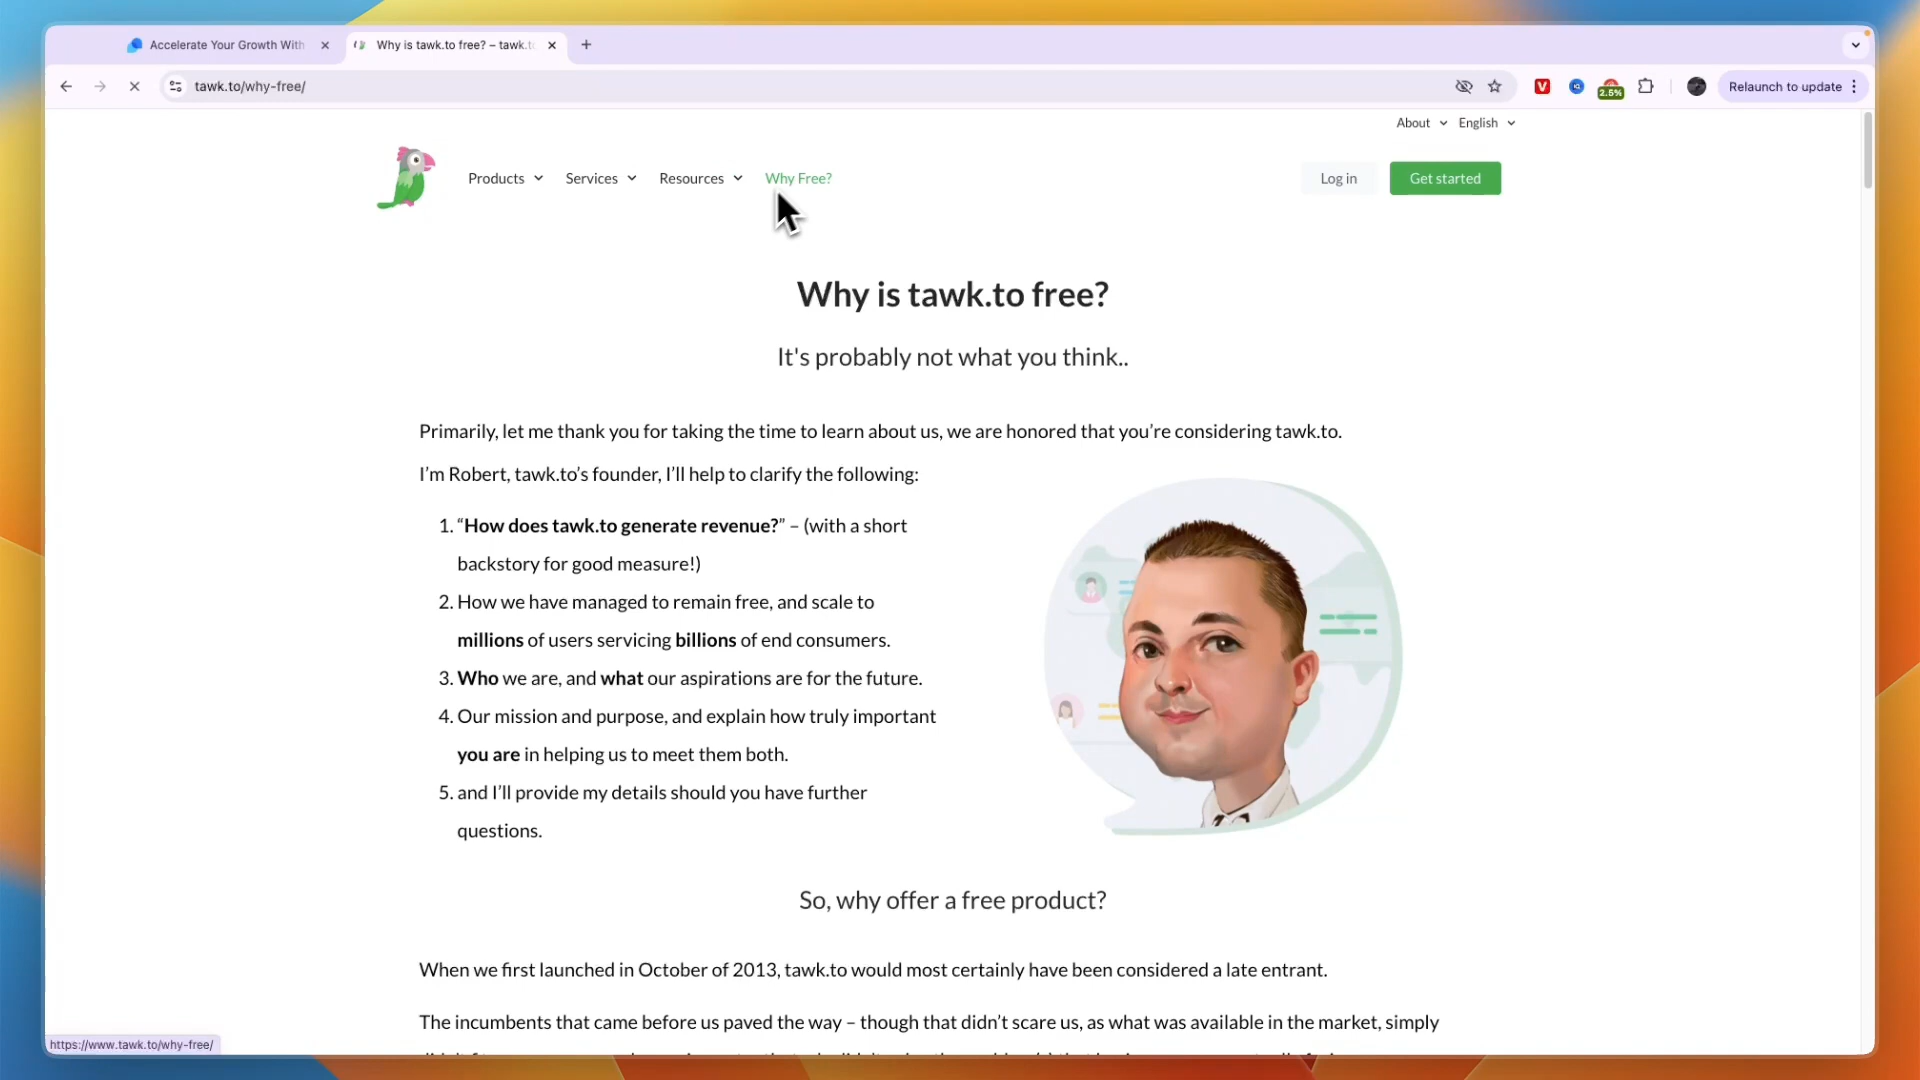 Accelerate Your Growth With
Why is tawk.to free? – tawk.to
tawk.to/why-free/
2.5%
Relaunch to update
About
English
Products
Services
Resources
Why Free?
Log in
Get started
Why is tawk.to free?
It's probably not what you think..
Primarily, let me thank you for taking the time to learn about us, we are honored that you’re considering tawk.to.
I’m Robert, tawk.to’s founder, I’ll help to clarify the following:
1. “How does tawk.to generate revenue?” – (with a short
backstory for good measure!)
2. How we have managed to remain free, and scale to
millions of users servicing billions of end consumers.
3. Who we are, and what our aspirations are for the future.
4. Our mission and purpose, and explain how truly important
you are in helping us to meet them both.
5. and I’ll provide my details should you have further
questions.
So, why offer a free product?
When we first launched in October of 2013, tawk.to would most certainly have been considered a late entrant.
The incumbents that came before us paved the way – though that didn’t scare us, as what was available in the market, simply
https://www.tawk.to/why-free/